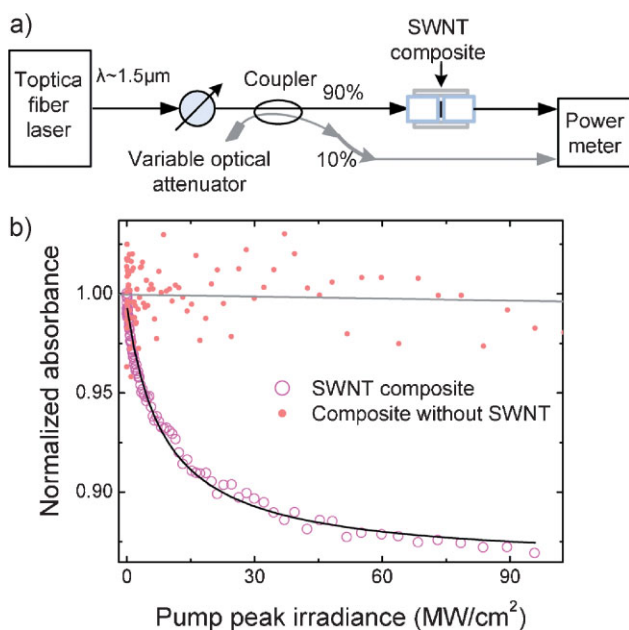 a)
Toptica
fiber
laser
λ~1.5μm
Variable optical
attenuator
Coupler
90%
10%
SWNT
composite
Power
meter
b)
Normalized absorbance
1.00
0.95
0.90
SWNT composite
Composite without SWNT
0 30 60 90
Pump peak irradiance (MW/cm²)